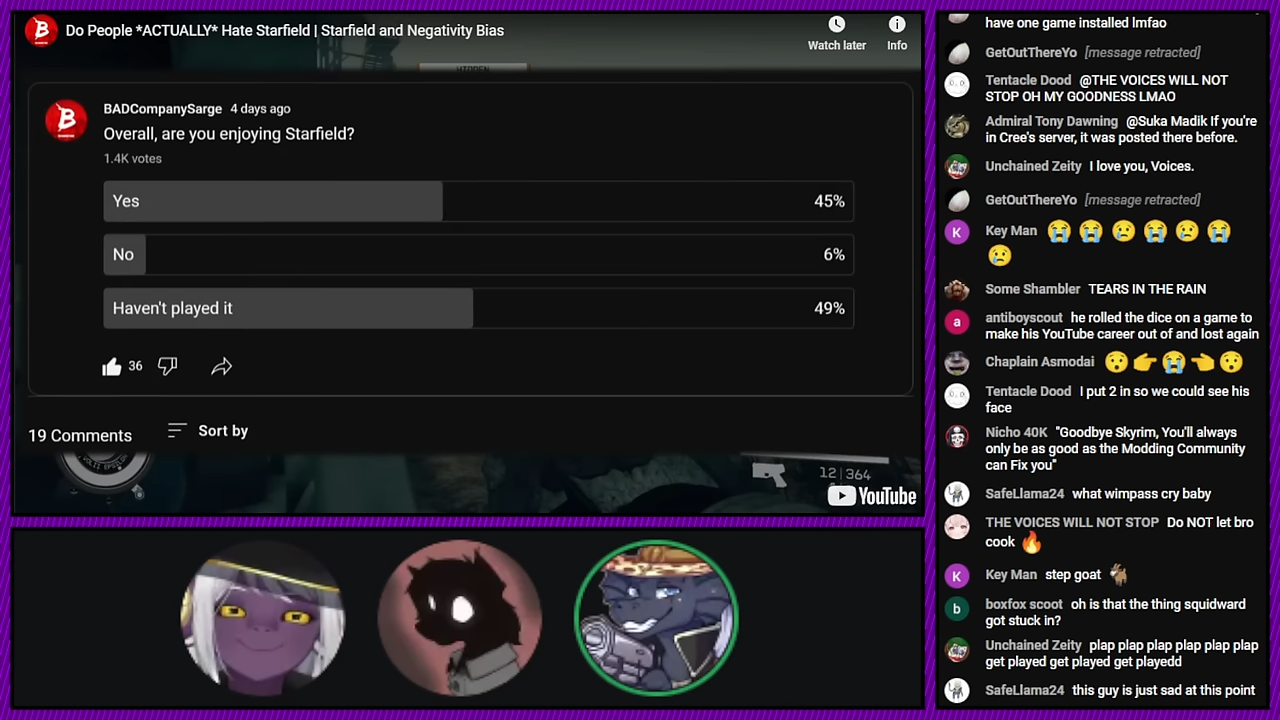 Do People *ACTUALLY* Hate Starfield | Starfield and Negativity Bias
Watch later
Info
BADCompanySarge 4 days ago
Overall, are you enjoying Starfield?
1.4K votes
Yes 45%
No 6%
Haven't played it 49%
36
19 Comments
Sort by
12 | 364
YouTube
have one game installed lmfao
GetOutThereYo [message retracted]
Tentacle Dood @THE VOICES WILL NOT
STOP OH MY GOODNESS LMAO
Admiral Tony Dawning @Suka Madik If you're
in Cree's server, it was posted there before.
Unchained Zeity I love you, Voices.
GetOutThereYo [message retracted]
K Key Man 😭 😭 😢 😭 😢 😭
😢
Some Shambler TEARS IN THE RAIN
a antiboyscout he rolled the dice on a game to
make his YouTube career out of and lost again
Chaplain Asmodai 😯 👉 😭 👈 😯
Tentacle Dood I put 2 in so we could see his
face
Nicho 40K "Goodbye Skyrim, You'll always
only be as good as the Modding Community
can Fix you"
SafeLlama24 what wimpass cry baby
THE VOICES WILL NOT STOP Do NOT let bro
cook 🔥
K Key Man step goat 🐐
b boxfox scoot oh is that the thing squidward
got stuck in?
Unchained Zeity plap plap plap plap plap plap
get played get played get playedd
SafeLlama24 this guy is just sad at this point